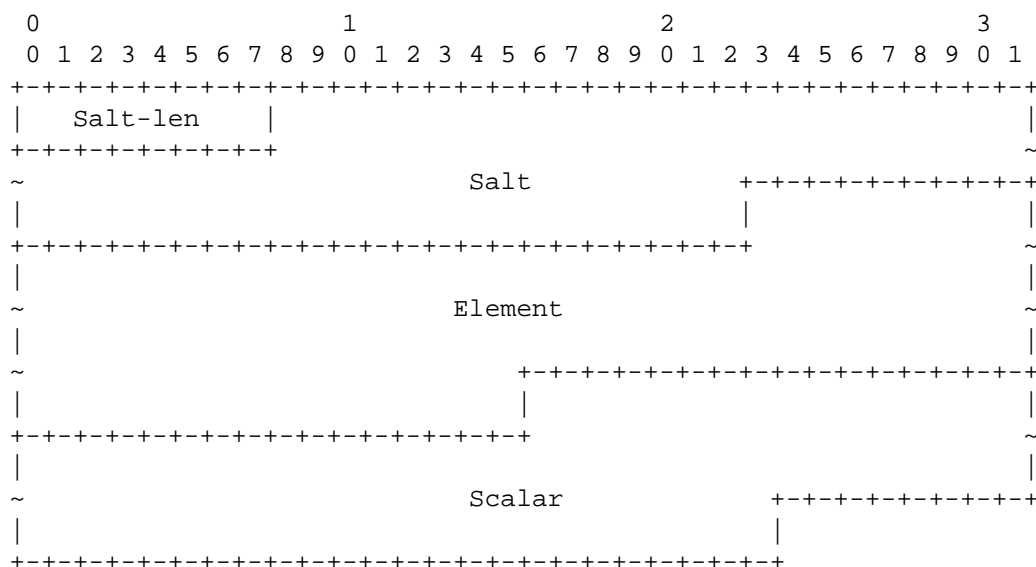 0                   1                   2                   3
0 1 2 3 4 5 6 7 8 9 0 1 2 3 4 5 6 7 8 9 0 1 2 3 4 5 6 7 8 9 0 1
+-+-+-+-+-+-+-+-+-+-+-+-+-+-+-+-+-+-+-+-+-+-+-+-+-+-+-+-+-+-+-+-+
|   Salt-len    |                                               |
+-+-+-+-+-+-+-+-+                                               ~
~                            Salt             +-+-+-+-+-+-+-+-+-+
|                                             |                 |
+-+-+-+-+-+-+-+-+-+-+-+-+-+-+-+-+-+-+-+-+-+-+-+                 ~
|                                                               |
~                           Element                             ~
|                                                               |
~                               +-+-+-+-+-+-+-+-+-+-+-+-+-+-+-+-+
|                               |                               |
+-+-+-+-+-+-+-+-+-+-+-+-+-+-+-+-+                               ~
|                                                               |
~                            Scalar             +-+-+-+-+-+-+-+-+
|                                               |
+-+-+-+-+-+-+-+-+-+-+-+-+-+-+-+-+-+-+-+-+-+-+-+-+